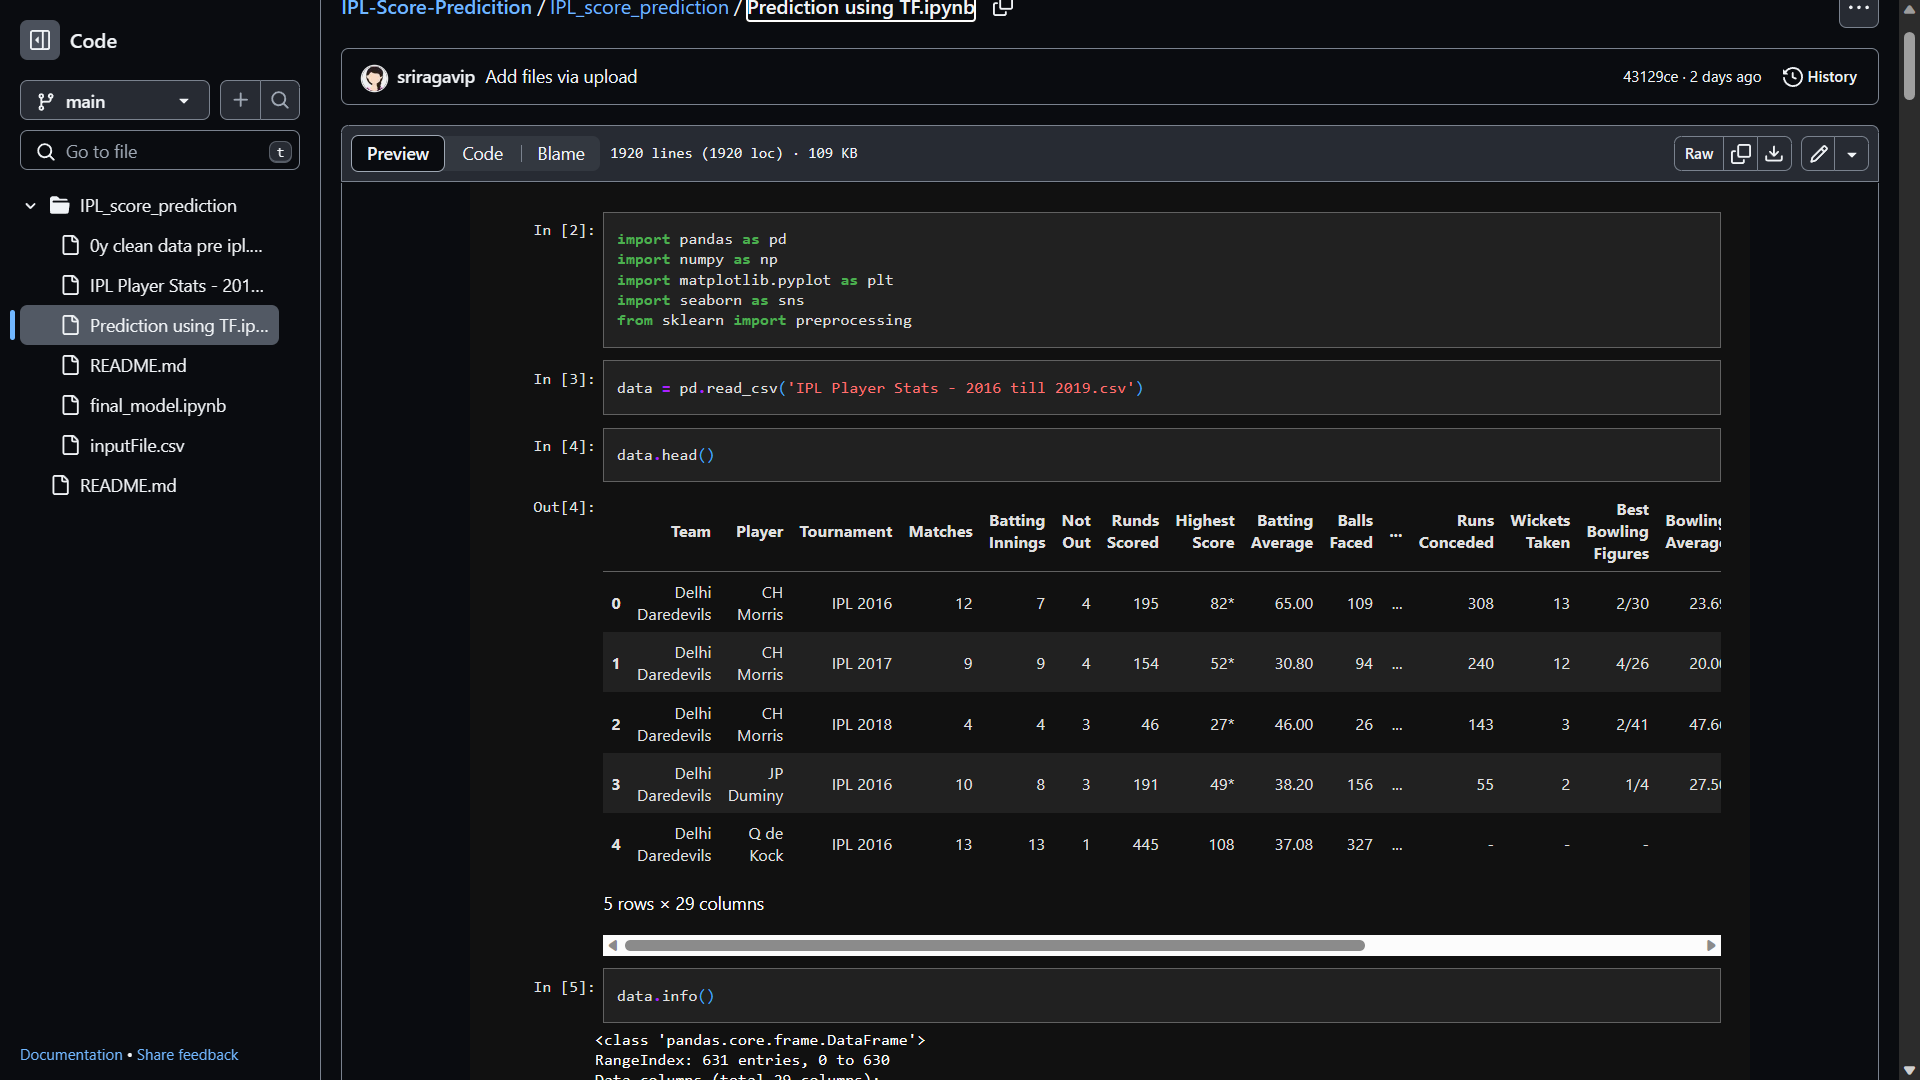 IPL-Score-Predicition / IPL_score_prediction / Prediction using TF.ipynb
Code
main
Go to file
t
IPL_score_prediction
0y clean data pre ipl....
IPL Player Stats - 201...
Prediction using TF.ip...
README.md
final_model.ipynb
inputFile.csv
README.md
Documentation • Share feedback
sriragavip Add files via upload
43129ce · 2 days ago
History
Preview
Code
Blame
1920 lines (1920 loc) · 109 KB
Raw
In [2]:
import pandas as pd
import numpy as np
import matplotlib.pyplot as plt
import seaborn as sns
from sklearn import preprocessing
In [3]:
data = pd.read_csv('IPL Player Stats - 2016 till 2019.csv')
In [4]:
data.head()
Out[4]:
Team Player Tournament Matches Batting Innings Not Out Runds Scored Highest Score Batting Average Balls Faced ... Runs Conceded Wickets Taken Best Bowling Figures Bowling Average
0 Delhi Daredevils CH Morris IPL 2016 12 7 4 195 82* 65.00 109 ... 308 13 2/30 23.69
1 Delhi Daredevils CH Morris IPL 2017 9 9 4 154 52* 30.80 94 ... 240 12 4/26 20.00
2 Delhi Daredevils CH Morris IPL 2018 4 4 3 46 27* 46.00 26 ... 143 3 2/41 47.66
3 Delhi Daredevils JP Duminy IPL 2016 10 8 3 191 49* 38.20 156 ... 55 2 1/4 27.50
4 Delhi Daredevils Q de Kock IPL 2016 13 13 1 445 108 37.08 327 ... - - -
5 rows × 29 columns
In [5]:
data.info()
<class 'pandas.core.frame.DataFrame'>
RangeIndex: 631 entries, 0 to 630
Data columns (total 29 columns):